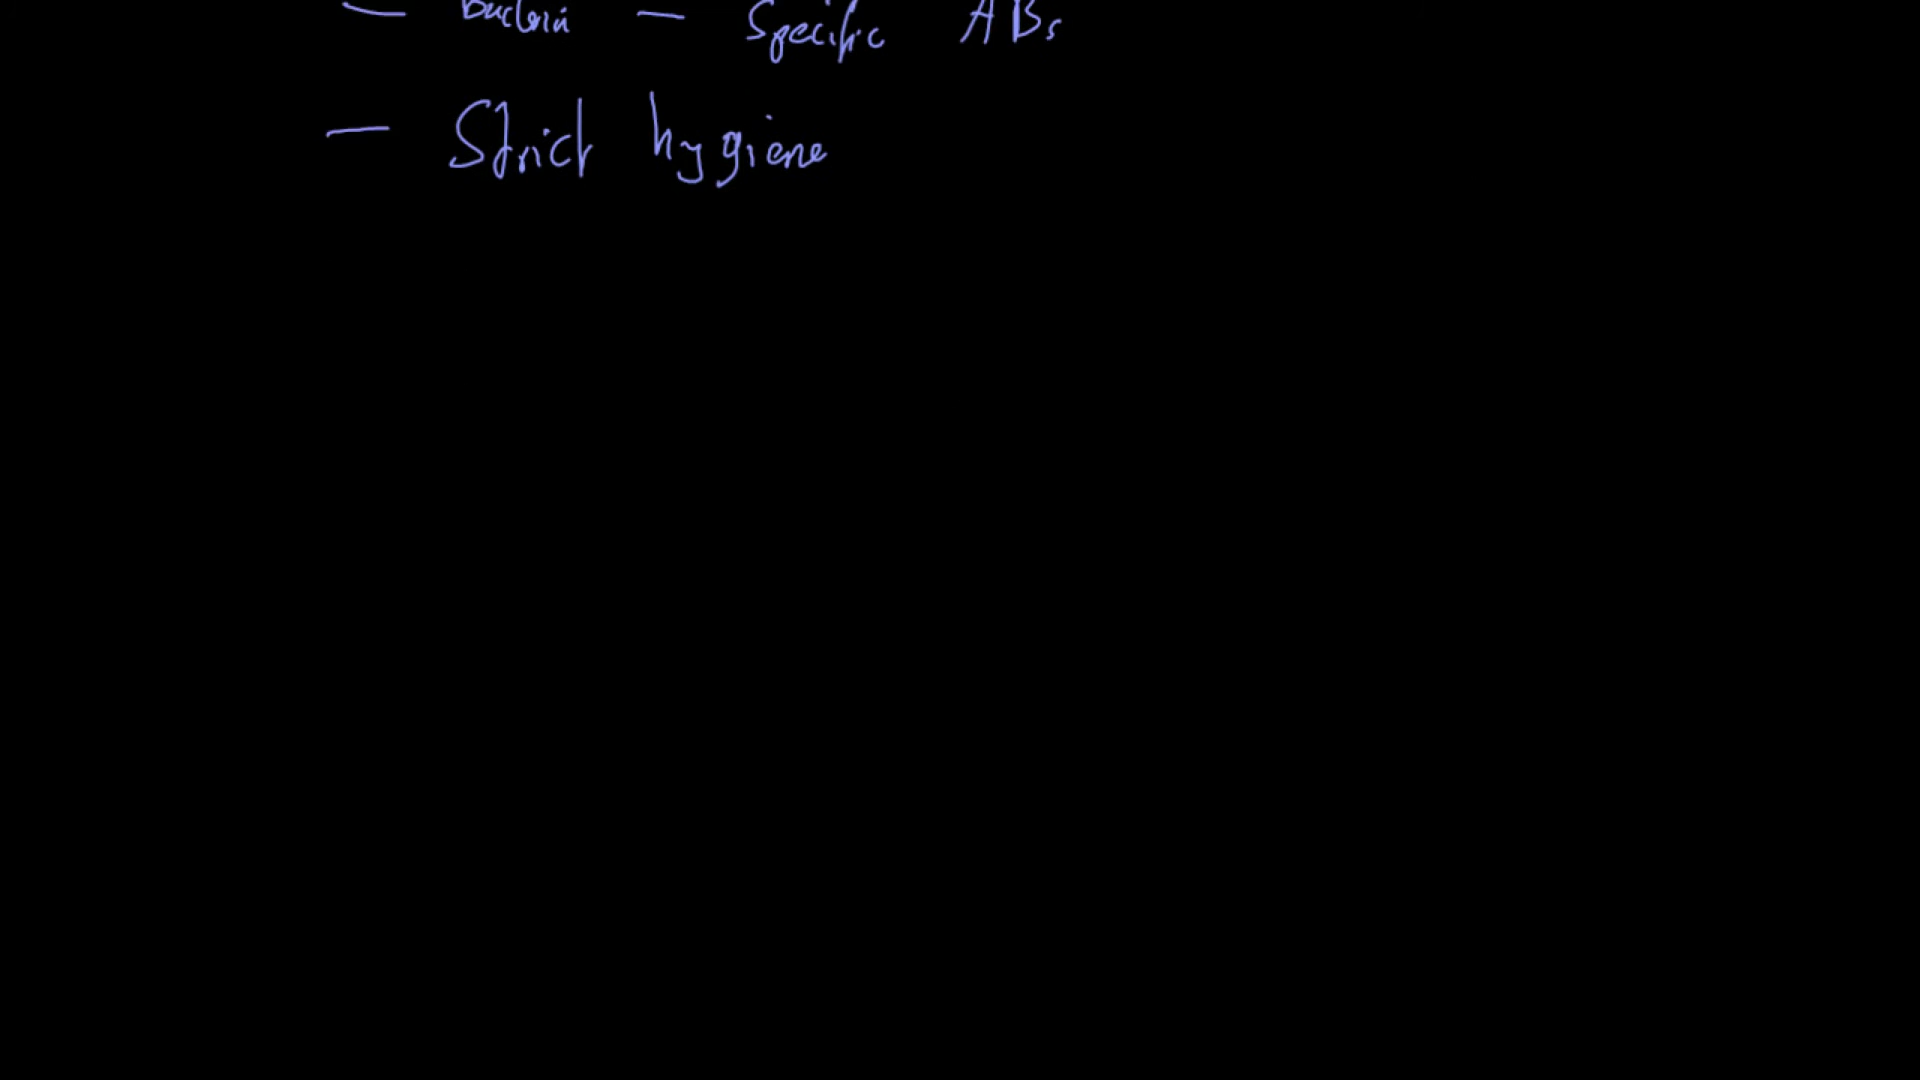 — Bacteria — Specific ABs
— Strict hygiene